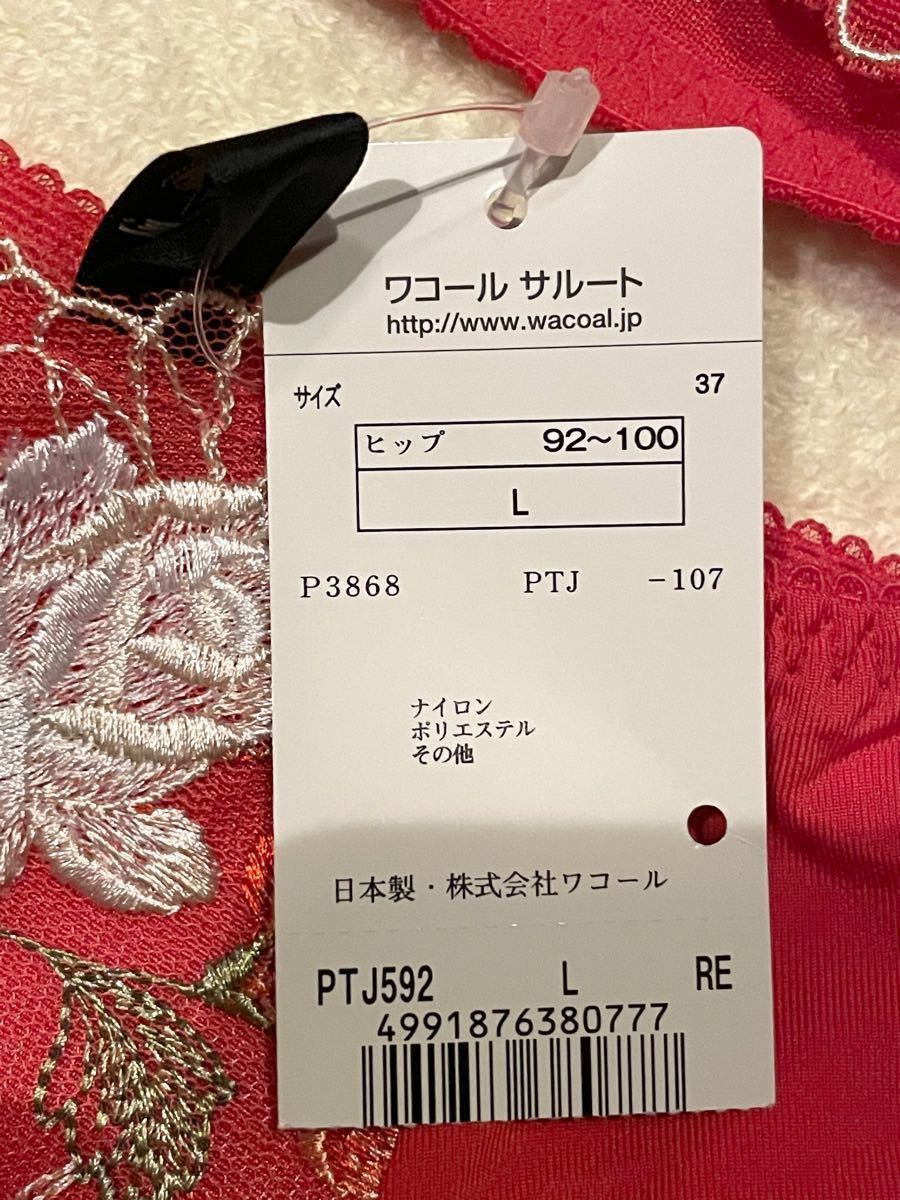 ワコール サルート
http://www.wacoal.jp
サイズ 37
ヒップ 92～100
L
P3868 PTJ -107
ナイロン
ポリエステル
その他
日本製・株式会社ワコール
PTJ592 L RE
4991876380777